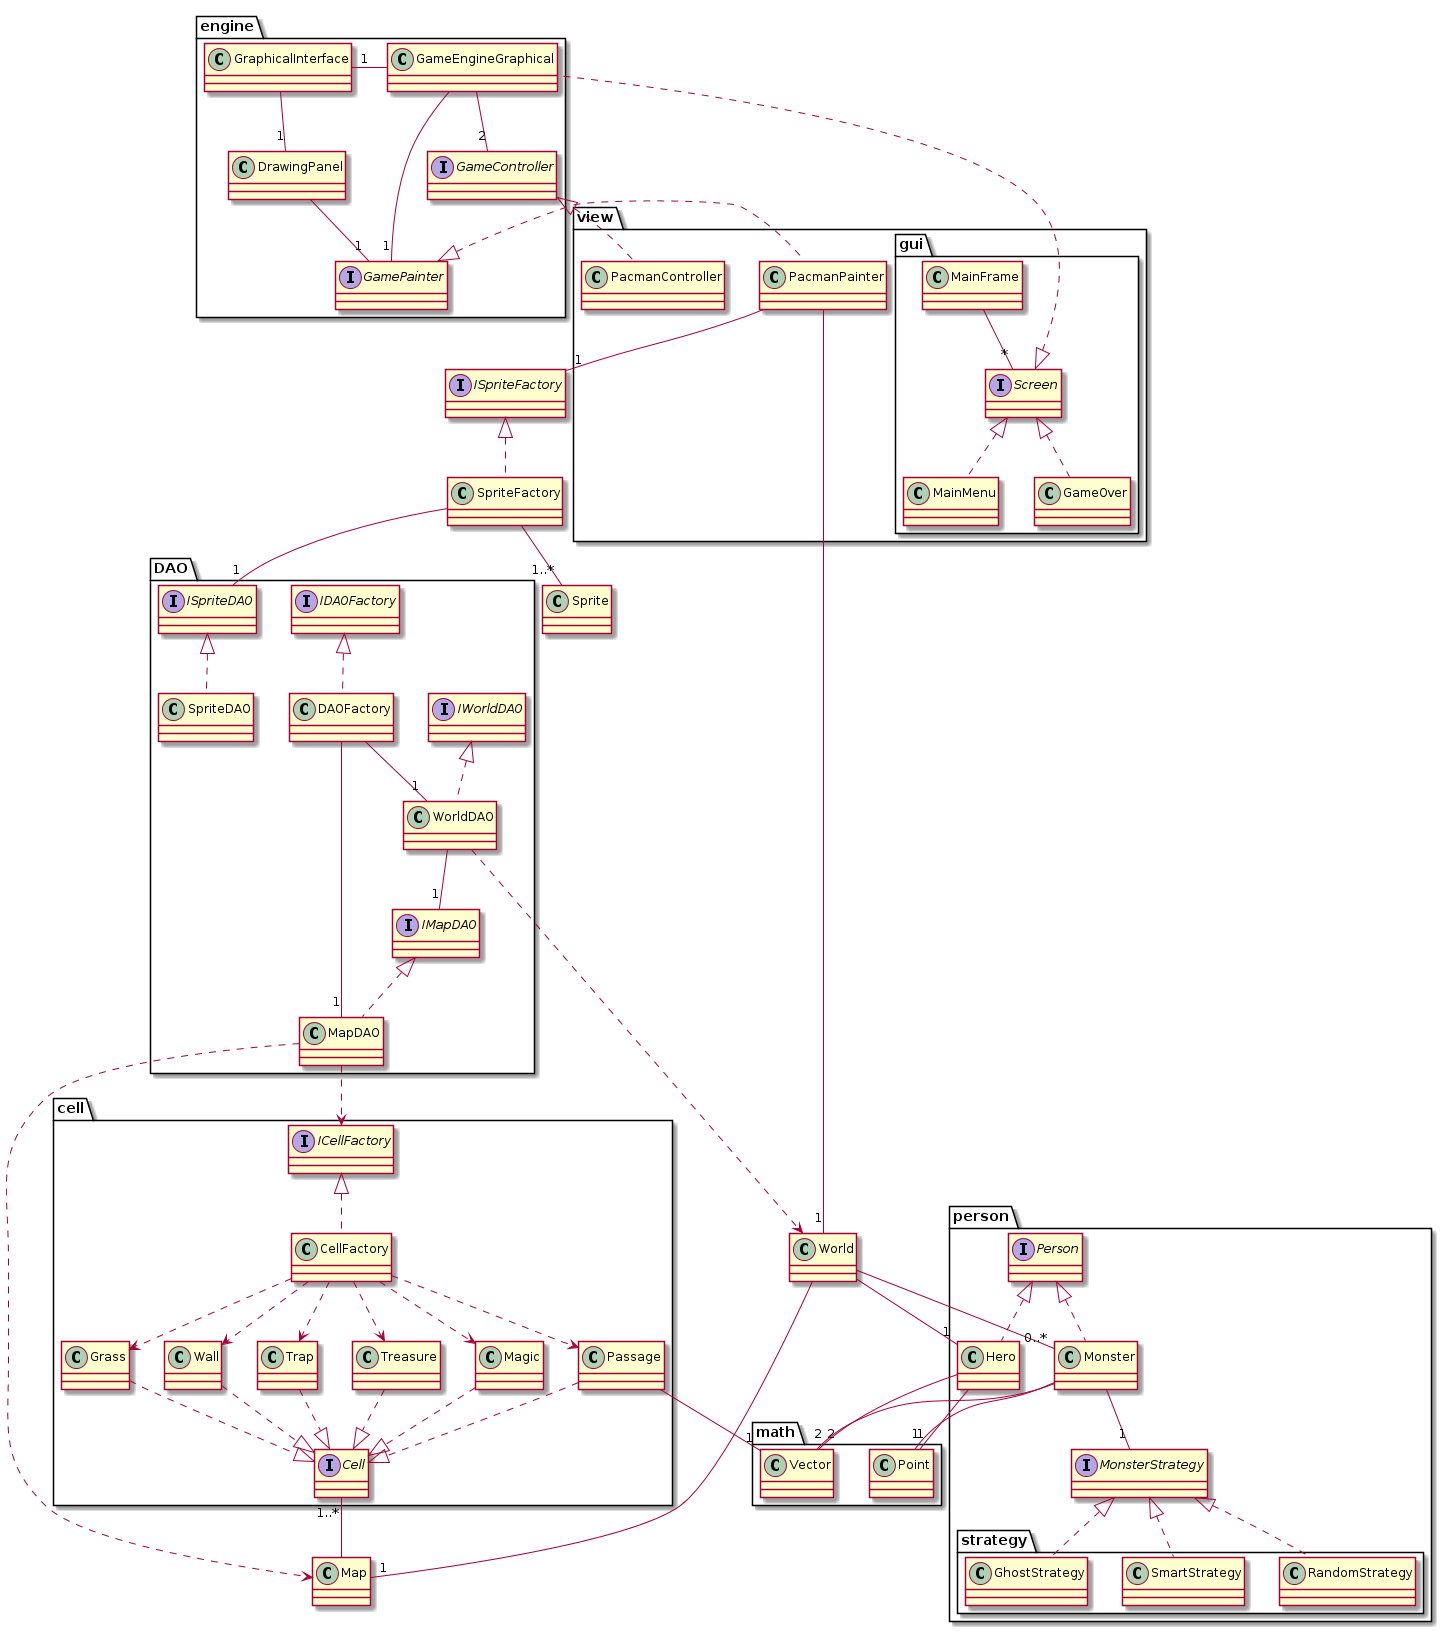 engine
C GraphicalInterface
1
C GameEngineGraphical
1
2
C DrawingPanel
I GameController
1
1
I GamePainter
view
gui
C PacmanController
C PacmanPainter
C MainFrame
1
*
I ISpriteFactory
I Screen
C SpriteFactory
C MainMenu
C GameOver
DAO
1
1..*
I ISpriteDAO
I IDAOFactory
C Sprite
C SpriteDAO
C DAOFactory
I IWorldDAO
1
C WorldDAO
1
I IMapDAO
1
C MapDAO
cell
I ICellFactory
person
1
C CellFactory
C World
I Person
1
0..*
C Grass
C Wall
C Trap
C Treasure
C Magic
C Passage
C Hero
C Monster
math
1
2
2
1
1
1
I Cell
C Vector
C Point
I MonsterStrategy
1..*
strategy
1
C Map
C GhostStrategy
C SmartStrategy
C RandomStrategy